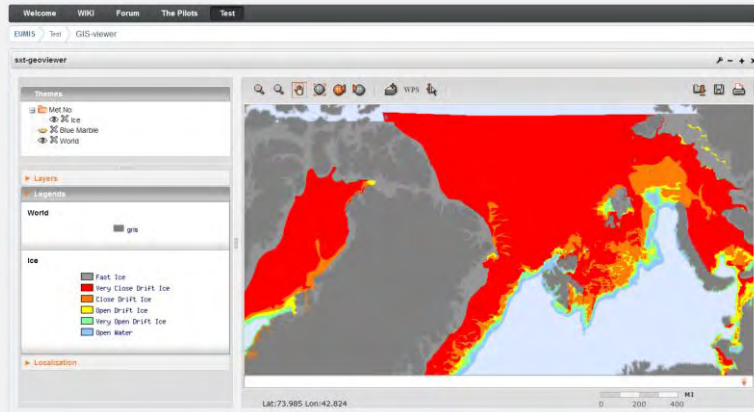 Welcome WIKI Forum The Pilots Test
EUMIS Test GIS-viewer
sxt-geoviewer
Themes
Met No
Ice
Blue Marble
World
Layers
Legends
World
gris
Ice
Fast Ice
Very Close Drift Ice
Close Drift Ice
Open Drift Ice
Very Open Drift Ice
Open Water
Localisation
WPS
Lat:73.985 Lon:42.824
MI
0 200 400